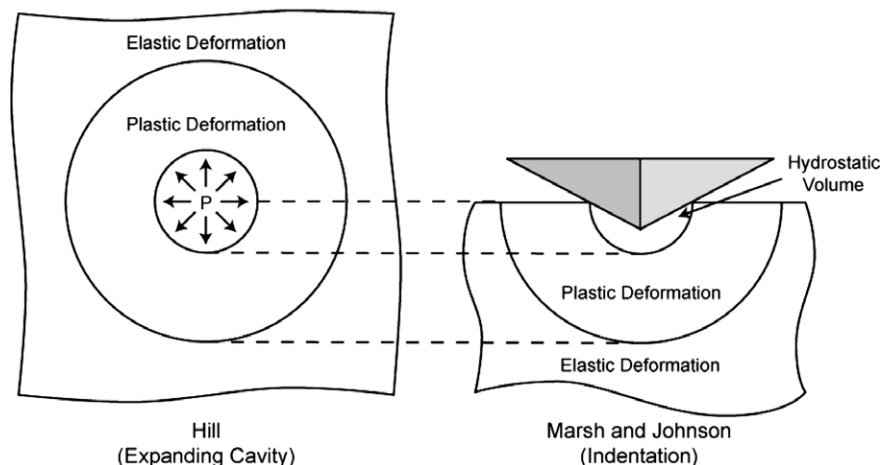 Elastic Deformation
Plastic Deformation
P
Hill
(Expanding Cavity)
Hydrostatic
Volume
Plastic Deformation
Elastic Deformation
Marsh and Johnson
(Indentation)